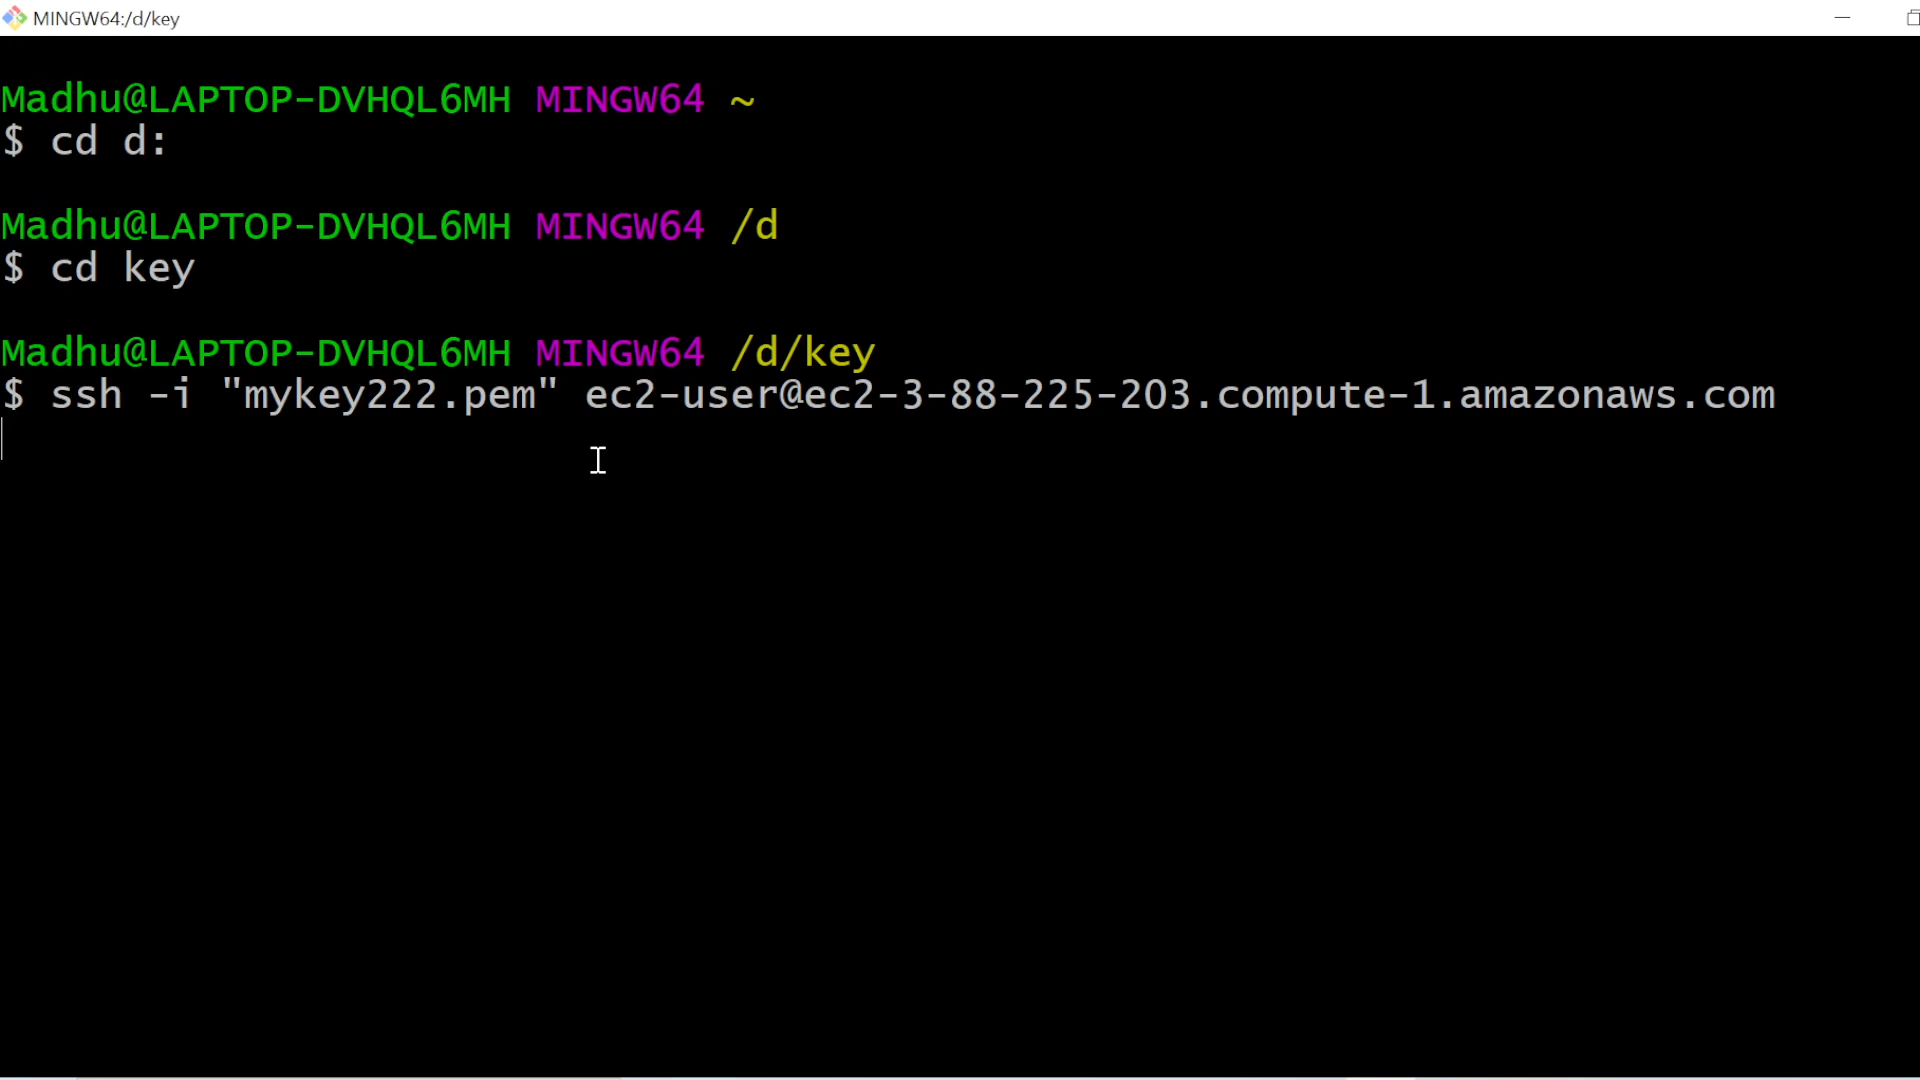 MINGW64:/d/key
Madhu@LAPTOP-DVHQL6MH MINGW64 ~
$ cd d:
Madhu@LAPTOP-DVHQL6MH MINGW64 /d
$ cd key
Madhu@LAPTOP-DVHQL6MH MINGW64 /d/key
$ ssh -i "mykey222.pem" ec2-user@ec2-3-88-225-203.compute-1.amazonaws.com